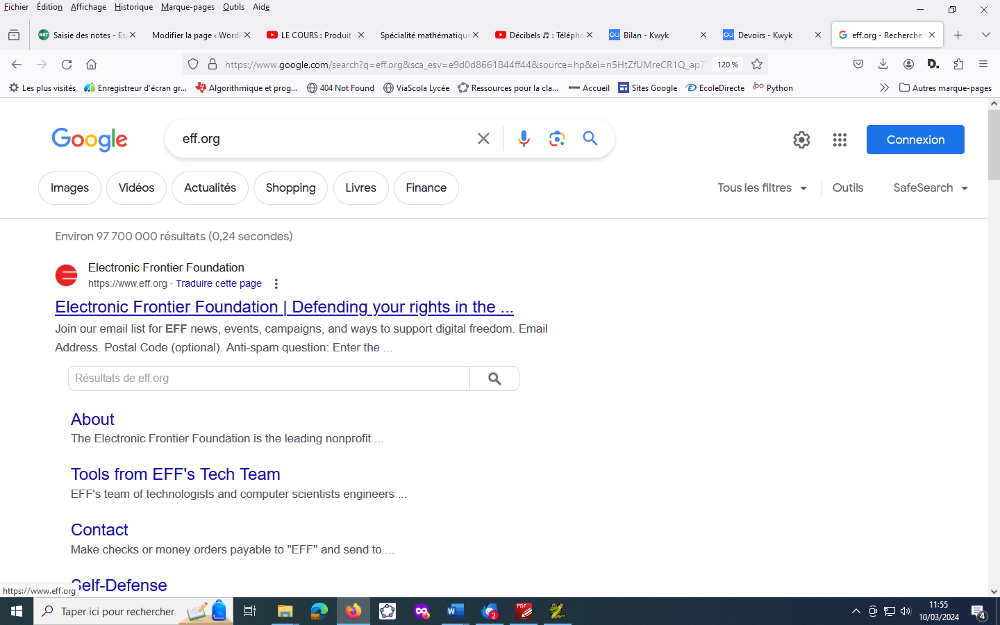 Fichier Édition Affichage Historique Marque-pages Outils Aide
Saisie des notes - Es
Modifier la page ‹ WordP
LE COURS : Produit s
Spécialité mathématique
Décibels ♫ : Télépho
Bilan - Kwyk
Devoirs - Kwyk
eff.org - Recherche
https://www.google.com/search?q=eff.org&sca_esv=e9d0d8661844ff44&source=hp&ei=n5HtZfUMreCR1Q_ap7
120 %
D.
Les plus visités
Enregistreur d'écran gr...
Algorithmique et prog...
404 Not Found
ViaScola Lycée
Ressources pour la cla...
Accueil
Sites Google
EcoleDirecte
Python
Autres marque-pages
Google
eff.org
Connexion
Images
Vidéos
Actualités
Shopping
Livres
Finance
Tous les filtres
Outils
SafeSearch
Environ 97 700 000 résultats (0,24 secondes)
Electronic Frontier Foundation
https://www.eff.org · Traduire cette page
Electronic Frontier Foundation | Defending your rights in the ...
Join our email list for EFF news, events, campaigns, and ways to support digital freedom. Email
Address. Postal Code (optional). Anti-spam question: Enter the ...
Résultats de eff.org
About
The Electronic Frontier Foundation is the leading nonprofit ...
Tools from EFF's Tech Team
EFF's team of technologists and computer scientists engineers ...
Contact
Make checks or money orders payable to "EFF" and send to ...
Self-Defense
https://www.eff.org
Taper ici pour rechercher
2
PDF
11:55
10/03/2024
4